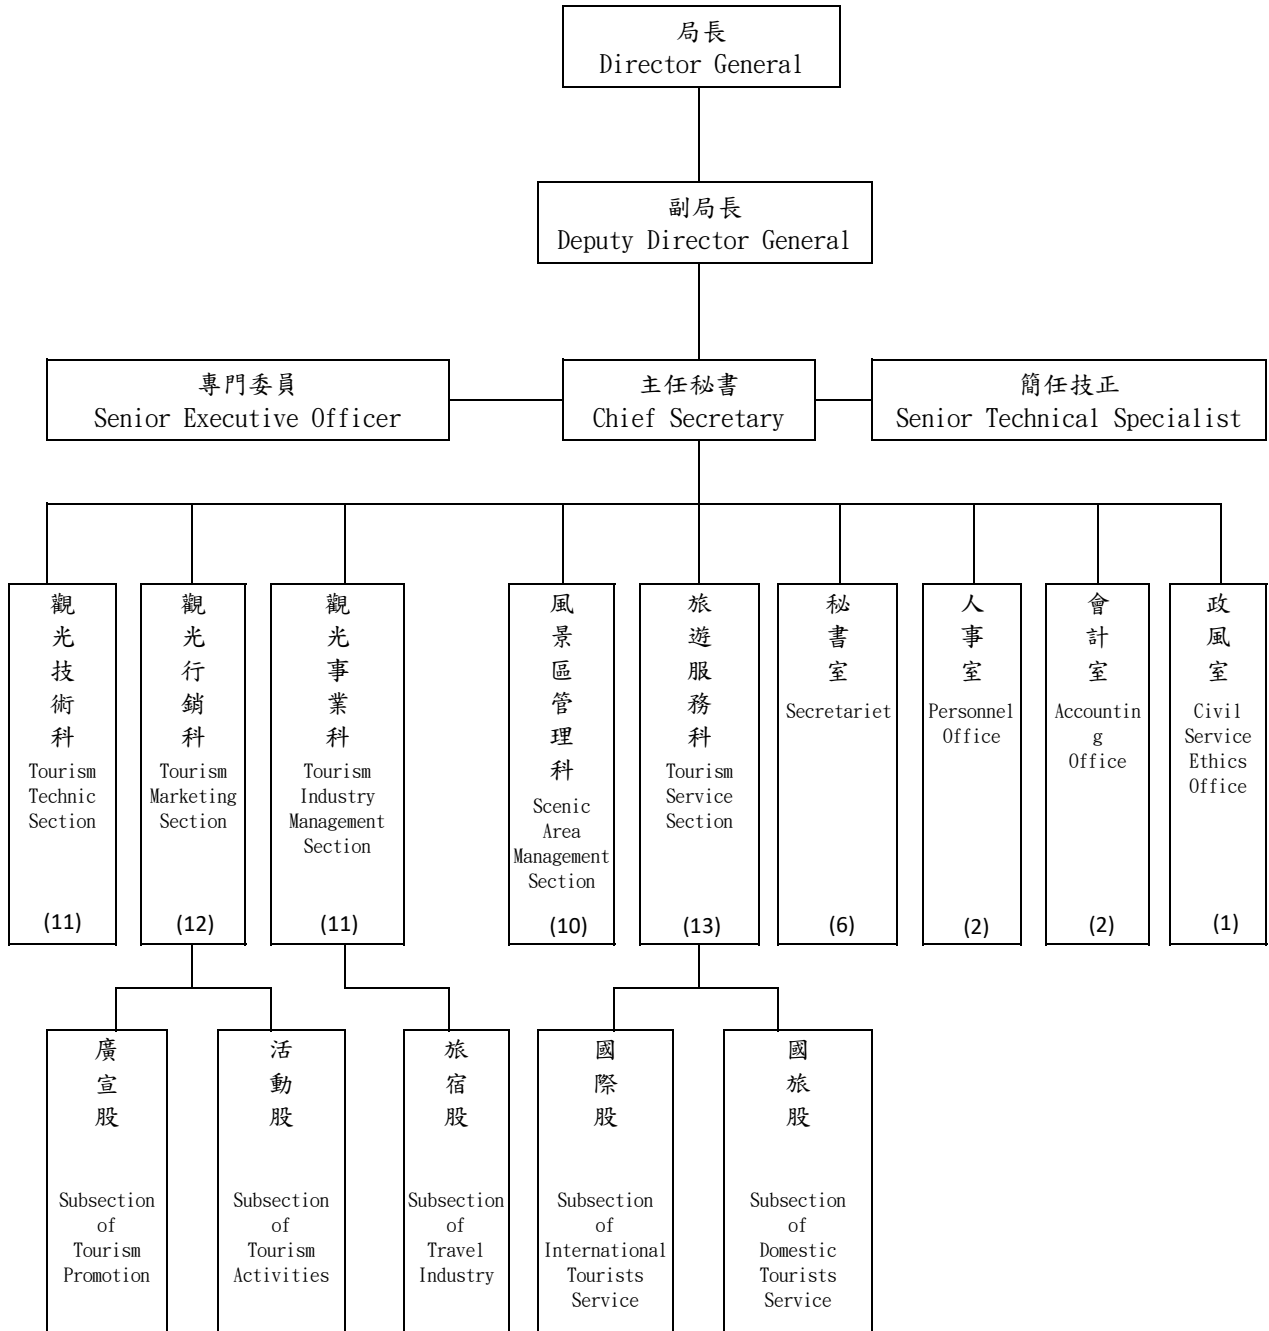 局長
Director General
副局長
Deputy Director General
專門委員
Senior Executive Officer
主任秘書
Chief Secretary
簡任技正
Senior Technical Specialist
觀光技術科
Tourism
Technic
Section
(11)
觀光行銷科
Tourism
Marketing
Section
(12)
觀光事業科
Tourism
Industry
Management
Section
(11)
風景區管理科
Scenic
Area
Management
Section
(10)
旅遊服務科
Tourism
Service
Section
(13)
秘書室
Secretariet
(6)
人事室
Personnel
Office
(2)
會計室
Accountin
g
Office
(2)
政風室
Civil
Service
Ethics
Office
(1)
廣宣股
Subsection
of
Tourism
Promotion
活動股
Subsection
of
Tourism
Activities
旅宿股
Subsection
of
Travel
Industry
國際股
Subsection
of
International
Tourists
Service
國旅股
Subsection
of
Domestic
Tourists
Service